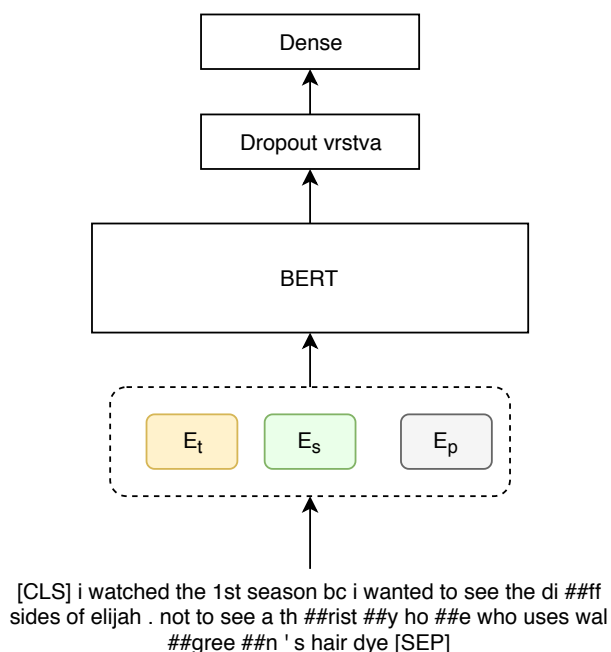 Dense
Dropout vrstva
BERT
Et Es Ep
[CLS] i watched the 1st season bc i wanted to see the di ##ff
sides of elijah . not to see a th ##rist ##y ho ##e who uses wal
##gree ##n ' s hair dye [SEP]